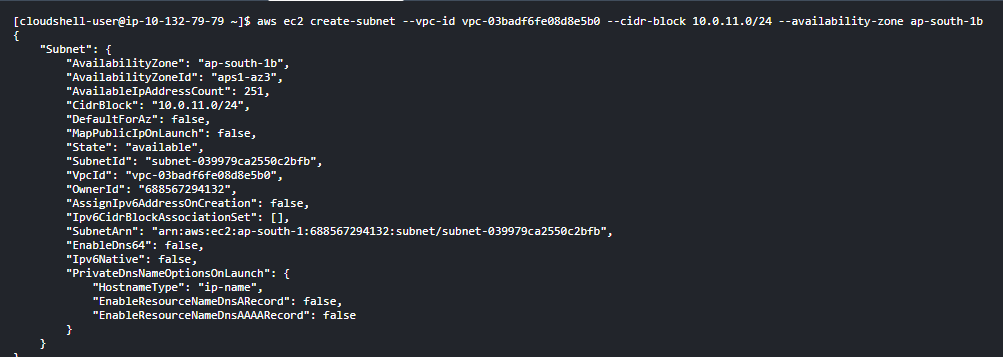 [cloudshell-user@ip-10-132-79-79 ~]$ aws ec2 create-subnet --vpc-id vpc-03badf6fe08d8e5b0 --cidr-block 10.0.11.0/24 --availability-zone ap-south-1b
{
    "Subnet": {
        "AvailabilityZone": "ap-south-1b",
        "AvailabilityZoneId": "aps1-az3",
        "AvailableIpAddressCount": 251,
        "CidrBlock": "10.0.11.0/24",
        "DefaultForAz": false,
        "MapPublicIpOnLaunch": false,
        "State": "available",
        "SubnetId": "subnet-039979ca2550c2bfb",
        "VpcId": "vpc-03badf6fe08d8e5b0",
        "OwnerId": "688567294132",
        "AssignIpv6AddressOnCreation": false,
        "Ipv6CidrBlockAssociationSet": [],
        "SubnetArn": "arn:aws:ec2:ap-south-1:688567294132:subnet/subnet-039979ca2550c2bfb",
        "EnableDns64": false,
        "Ipv6Native": false,
        "PrivateDnsNameOptionsOnLaunch": {
            "HostnameType": "ip-name",
            "EnableResourceNameDnsARecord": false,
            "EnableResourceNameDnsAAAARecord": false
        }
    }
}